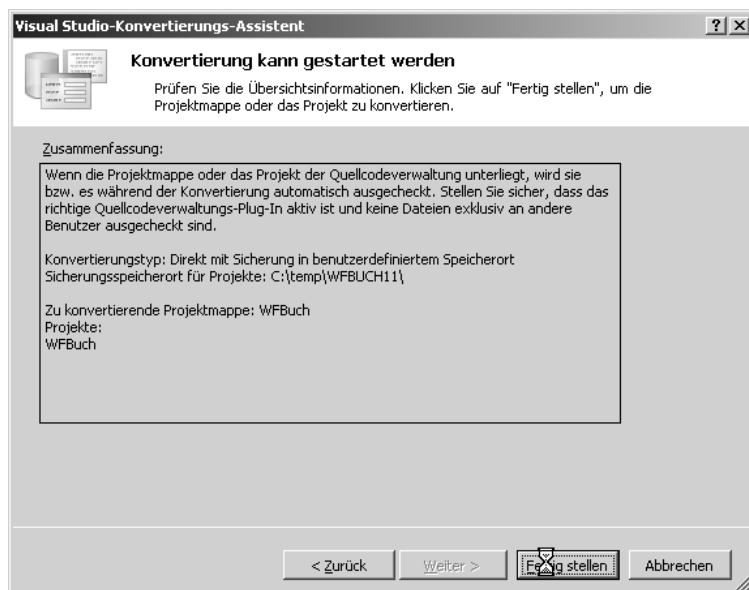 Visual Studio-Konvertierungs-Assistent
Konvertierung kann gestartet werden
Prüfen Sie die Übersichtsinformationen. Klicken Sie auf "Fertig stellen", um die
Projektmappe oder das Projekt zu konvertieren.
Zusammenfassung:
Wenn die Projektmappe oder das Projekt der Quellcodeverwaltung unterliegt, wird sie
bzw. es während der Konvertierung automatisch ausgecheckt. Stellen Sie sicher, dass das
richtige Quellcodeverwaltungs-Plug-In aktiv ist und keine Dateien exklusiv an andere
Benutzer ausgecheckt sind.
Konvertierungstyp: Direkt mit Sicherung in benutzerdefiniertem Speicherort
Sicherungsspeicherort für Projekte: C:\temp\WFBUCH11\
Zu konvertierende Projektmappe: WFBuch
Projekte:
WFBuch
< Zurück Weiter > Fertig stellen Abbrechen